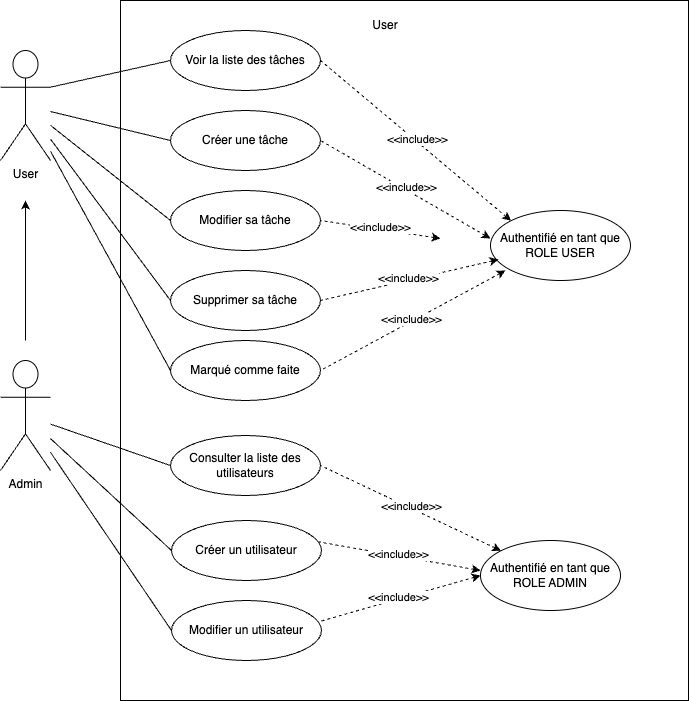 User
Voir la liste des tâches
<<include>>
Créer une tâche
<<include>>
User
Modifier sa tâche
<<include>>
Authentifié en tant que
ROLE USER
<<include>>
Supprimer sa tâche
<<include>>
Marqué comme faite
Consulter la liste des
utilisateurs
Admin
<<include>>
Créer un utilisateur
<<include>>
Authentifié en tant que
ROLE ADMIN
<<include>>
Modifier un utilisateur